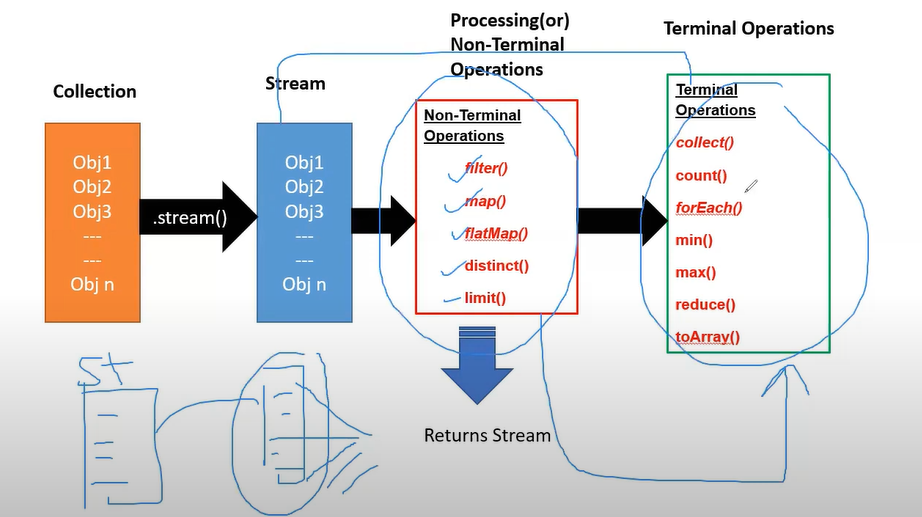 Processing(or)
Non-Terminal
Operations
Terminal Operations
Collection
Stream
Obj1
Obj2
Obj3
---
---
Obj n
.stream()
Obj1
Obj2
Obj3
---
---
Obj n
Non-Terminal
Operations
filter()
map()
flatMap()
distinct()
limit()
Terminal
Operations
collect()
count()
forEach()
min()
max()
reduce()
toArray()
Returns Stream
St